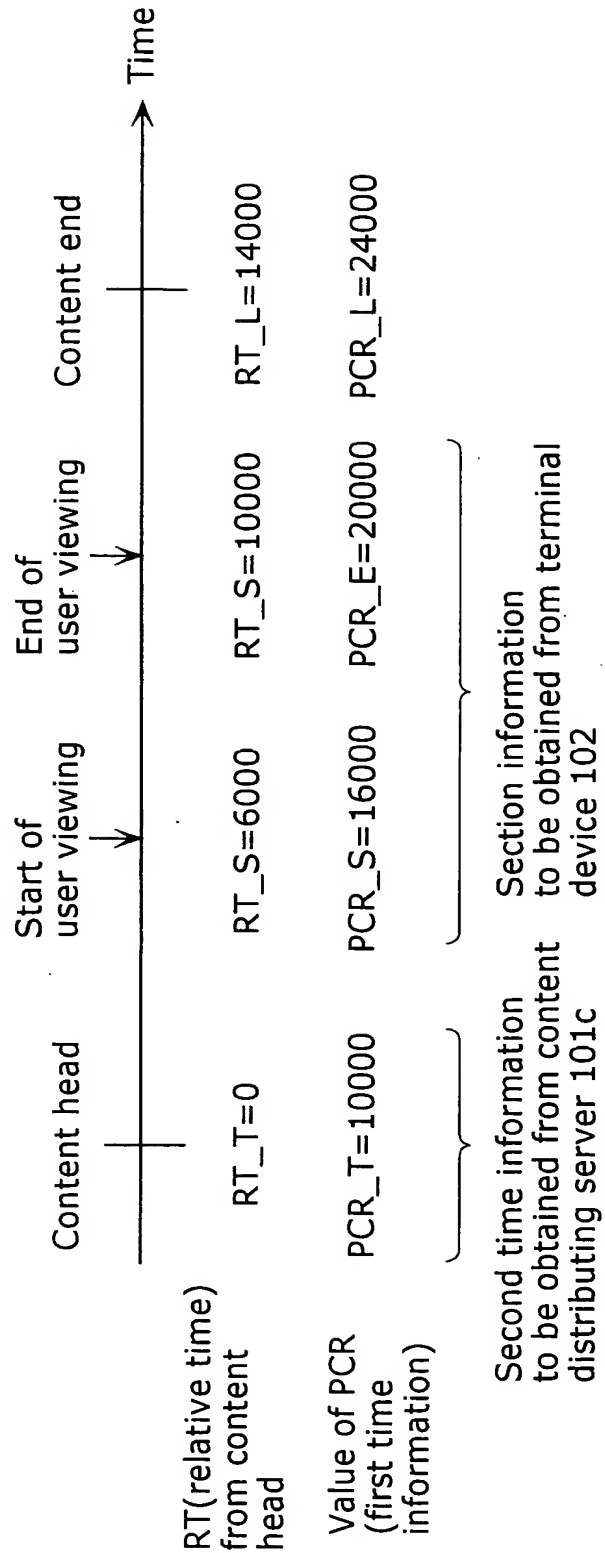 Content head
Start of
user viewing
End of
user viewing
Content end
Time
RT(relative time)
from content
head
RT_T=0
RT_S=6000
RT_S=10000
RT_L=14000
Value of PCR
(first time
information)
PCR_T=10000
PCR_S=16000
PCR_E=20000
PCR_L=24000
Second time information
to be obtained from content
distributing server 101c
Section information
to be obtained from terminal
device 102